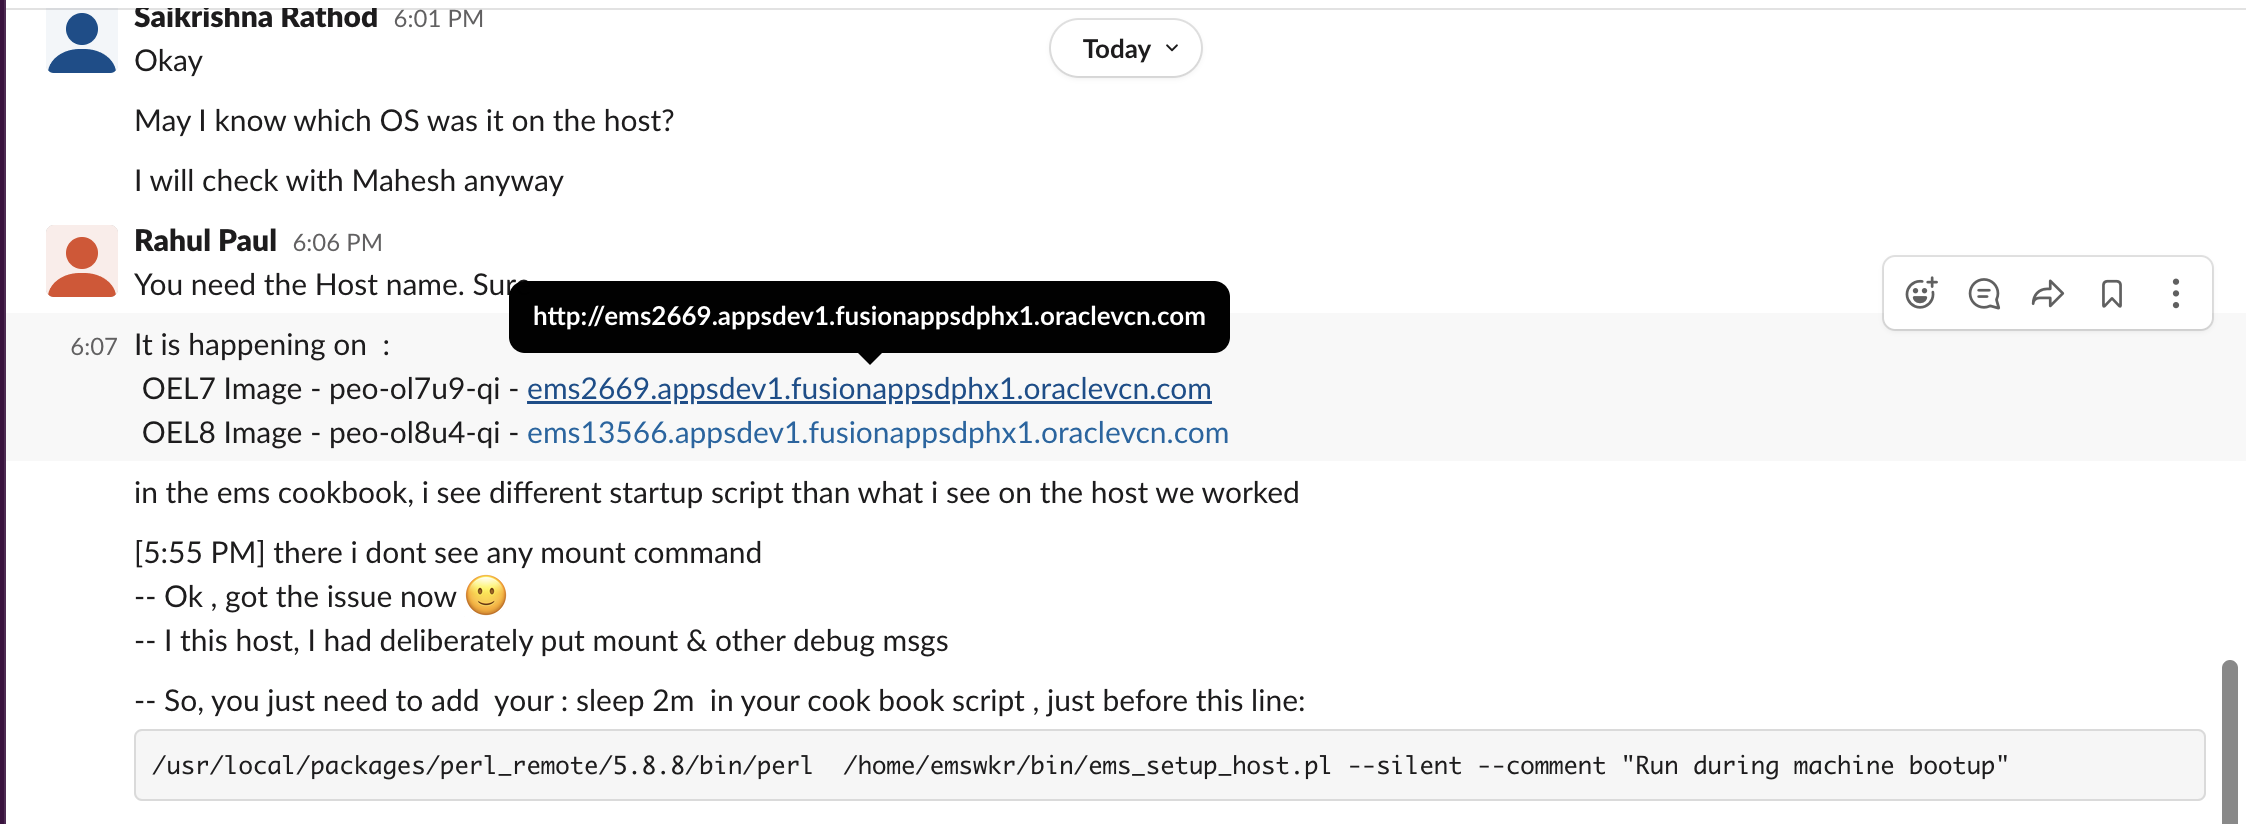 Saikrishna Rathod 6:01 PM
Today
Okay
May I know which OS was it on the host?
I will check with Mahesh anyway
Rahul Paul 6:06 PM
You need the Host name. Sure
http://ems2669.appsdev1.fusionappsdphx1.oraclevcn.com
6:07 It is happening on :
OEL7 Image - peo-ol7u9-qi - ems2669.appsdev1.fusionappsdphx1.oraclevcn.com
OEL8 Image - peo-ol8u4-qi - ems13566.appsdev1.fusionappsdphx1.oraclevcn.com
in the ems cookbook, i see different startup script than what i see on the host we worked
[5:55 PM] there i dont see any mount command
-- Ok , got the issue now 🙂
-- I this host, I had deliberately put mount & other debug msgs
-- So, you just need to add your : sleep 2m in your cook book script , just before this line:
/usr/local/packages/perl_remote/5.8.8/bin/perl /home/emswkr/bin/ems_setup_host.pl --silent --comment "Run during machine bootup"